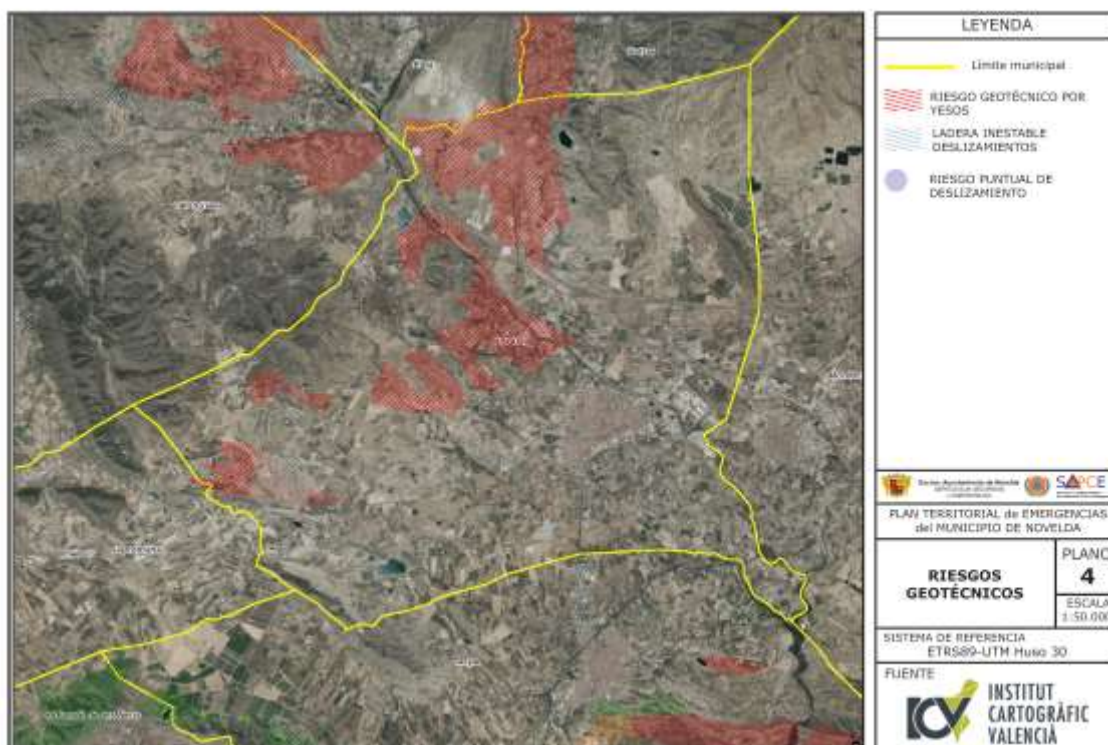 LEYENDA
Límite municipal
RIESGO GEOTÉCNICO POR
YESOS
LADERA INESTABLE
DESLIZAMIENTOS
RIESGO PUNTUAL DE
DESLIZAMIENTO
PLAN TERRITORIAL de EMERGENCIAS
del MUNICIPIO DE NOVELDA
RIESGOS
GEOTÉCNICOS
PLANO
4
ESCALA
1:50.000
SISTEMA DE REFERENCIA
ETRS89-UTM Huso 30
FUENTE
ICV
INSTITUT
CARTOGRÀFIC
VALENCIÀ